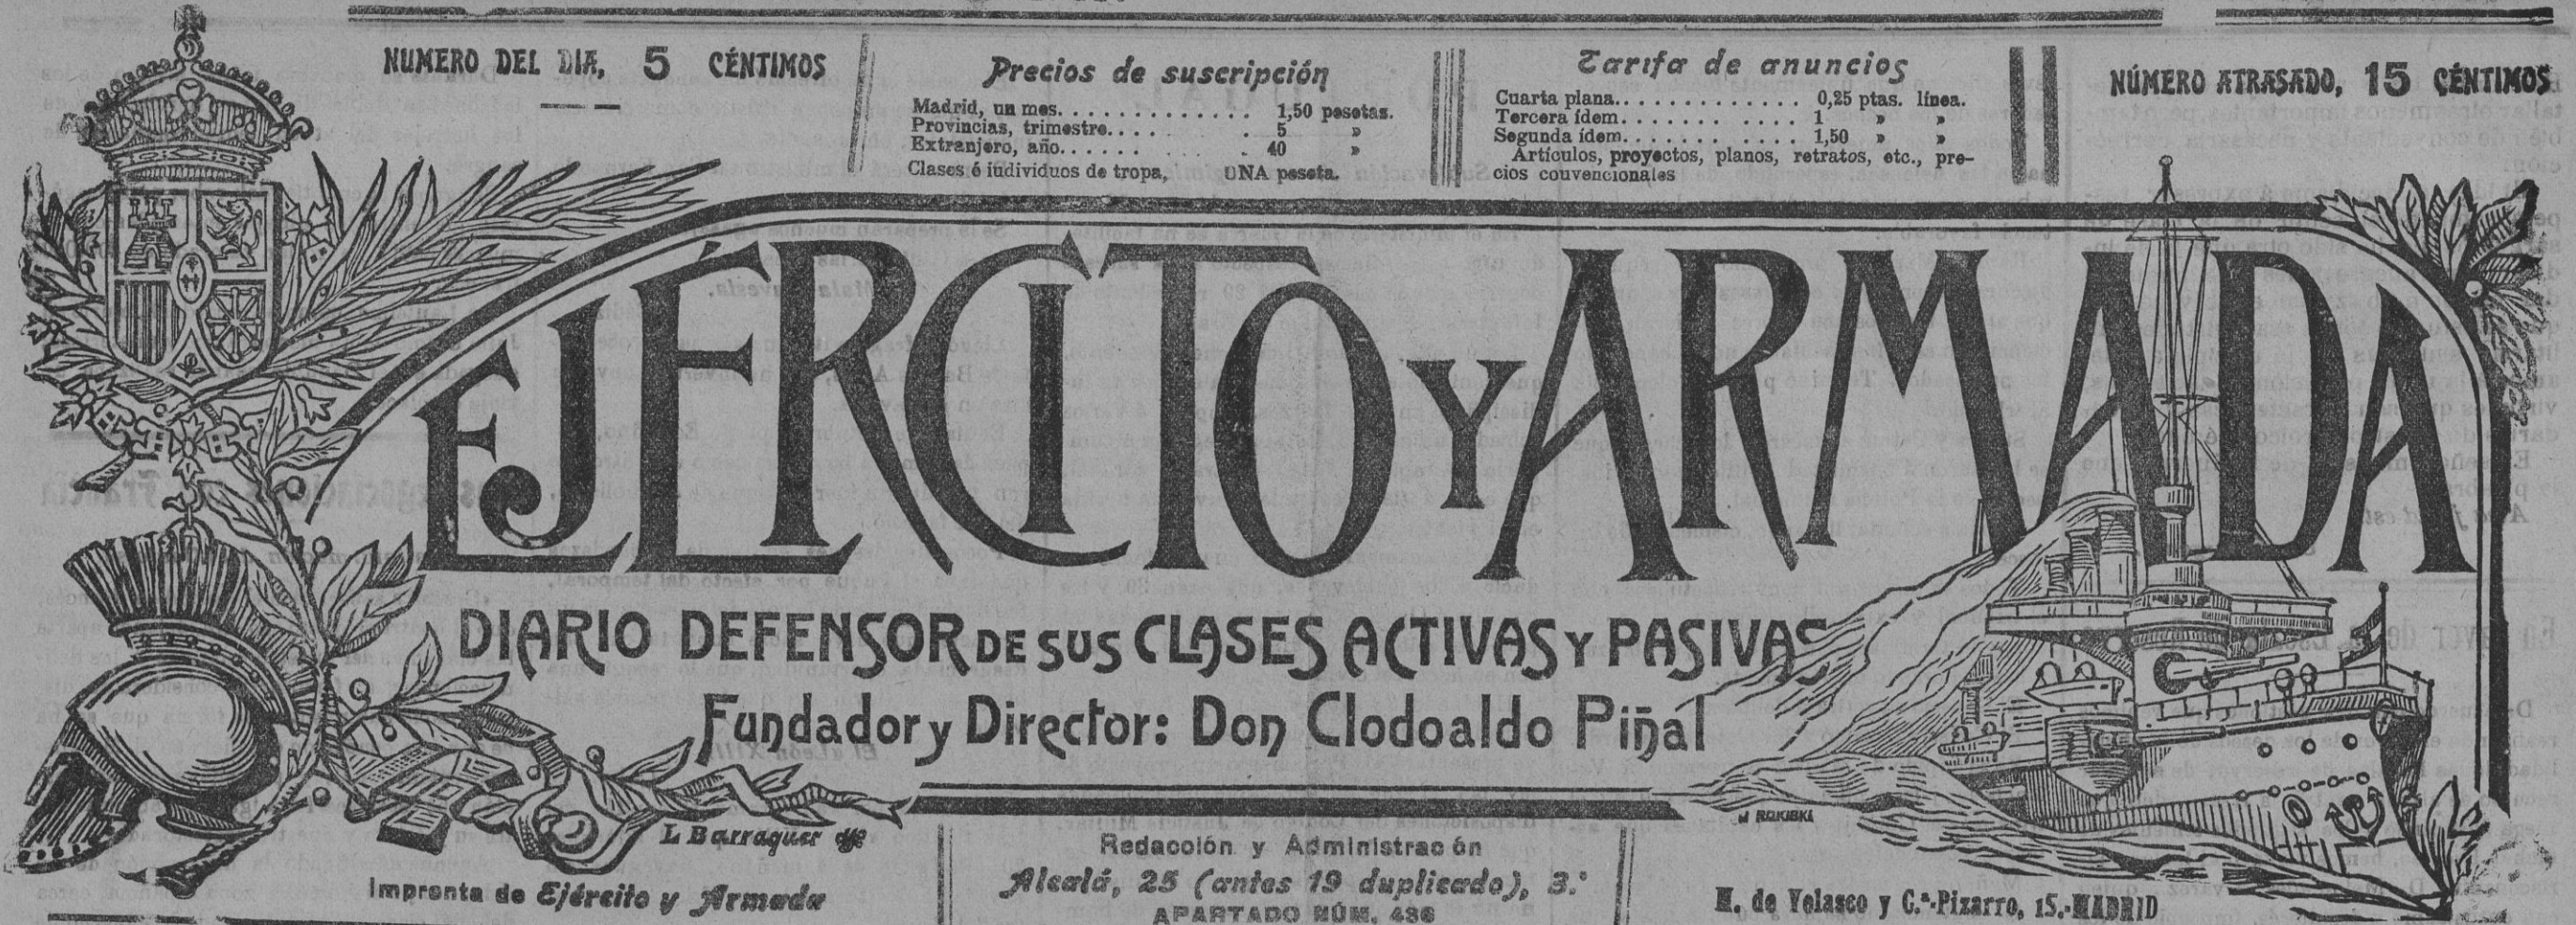 NUMERO DEL DIA, 5 CÉNTIMOS
Precios de suscripción
Madrid, un mes. . . . . . . . . . . . . . 1,50 pesetas.
Provincias, trimestre. . . . . 5 »
Extranjero, año. . . . . . . . . 40 »
Clases é iudividuos de tropa, UNA peseta.
Tarifa de anuncios
Cuarta plana. . . . . . . . . . . . . . 0,25 ptas. línea.
Tercera ídem. . . . . . . . . . . . . 1 » »
Segunda ídem. . . . . . . . . . . . . 1,50 » »
Artículos, proyectos, planos, retratos, etc., pre-
cios couvencionales
NÚMERO ATRASADO, 15 CÉNTIMOS
EJÉRCITO Y ARMADA
DIARIO DEFENSOR DE SUS CLASES ACTIVAS Y PASIVAS
Fundador y Director: Don Clodoaldo Piñal
L Barraquer
Imprenta de Ejército y Armada
Redacción y Administración
Alcalá, 25 (antes 19 duplicado), 3.º
APARTADO NÚM. 436
H. de Velasco y C.ª-Pizarro, 15.-MADRID